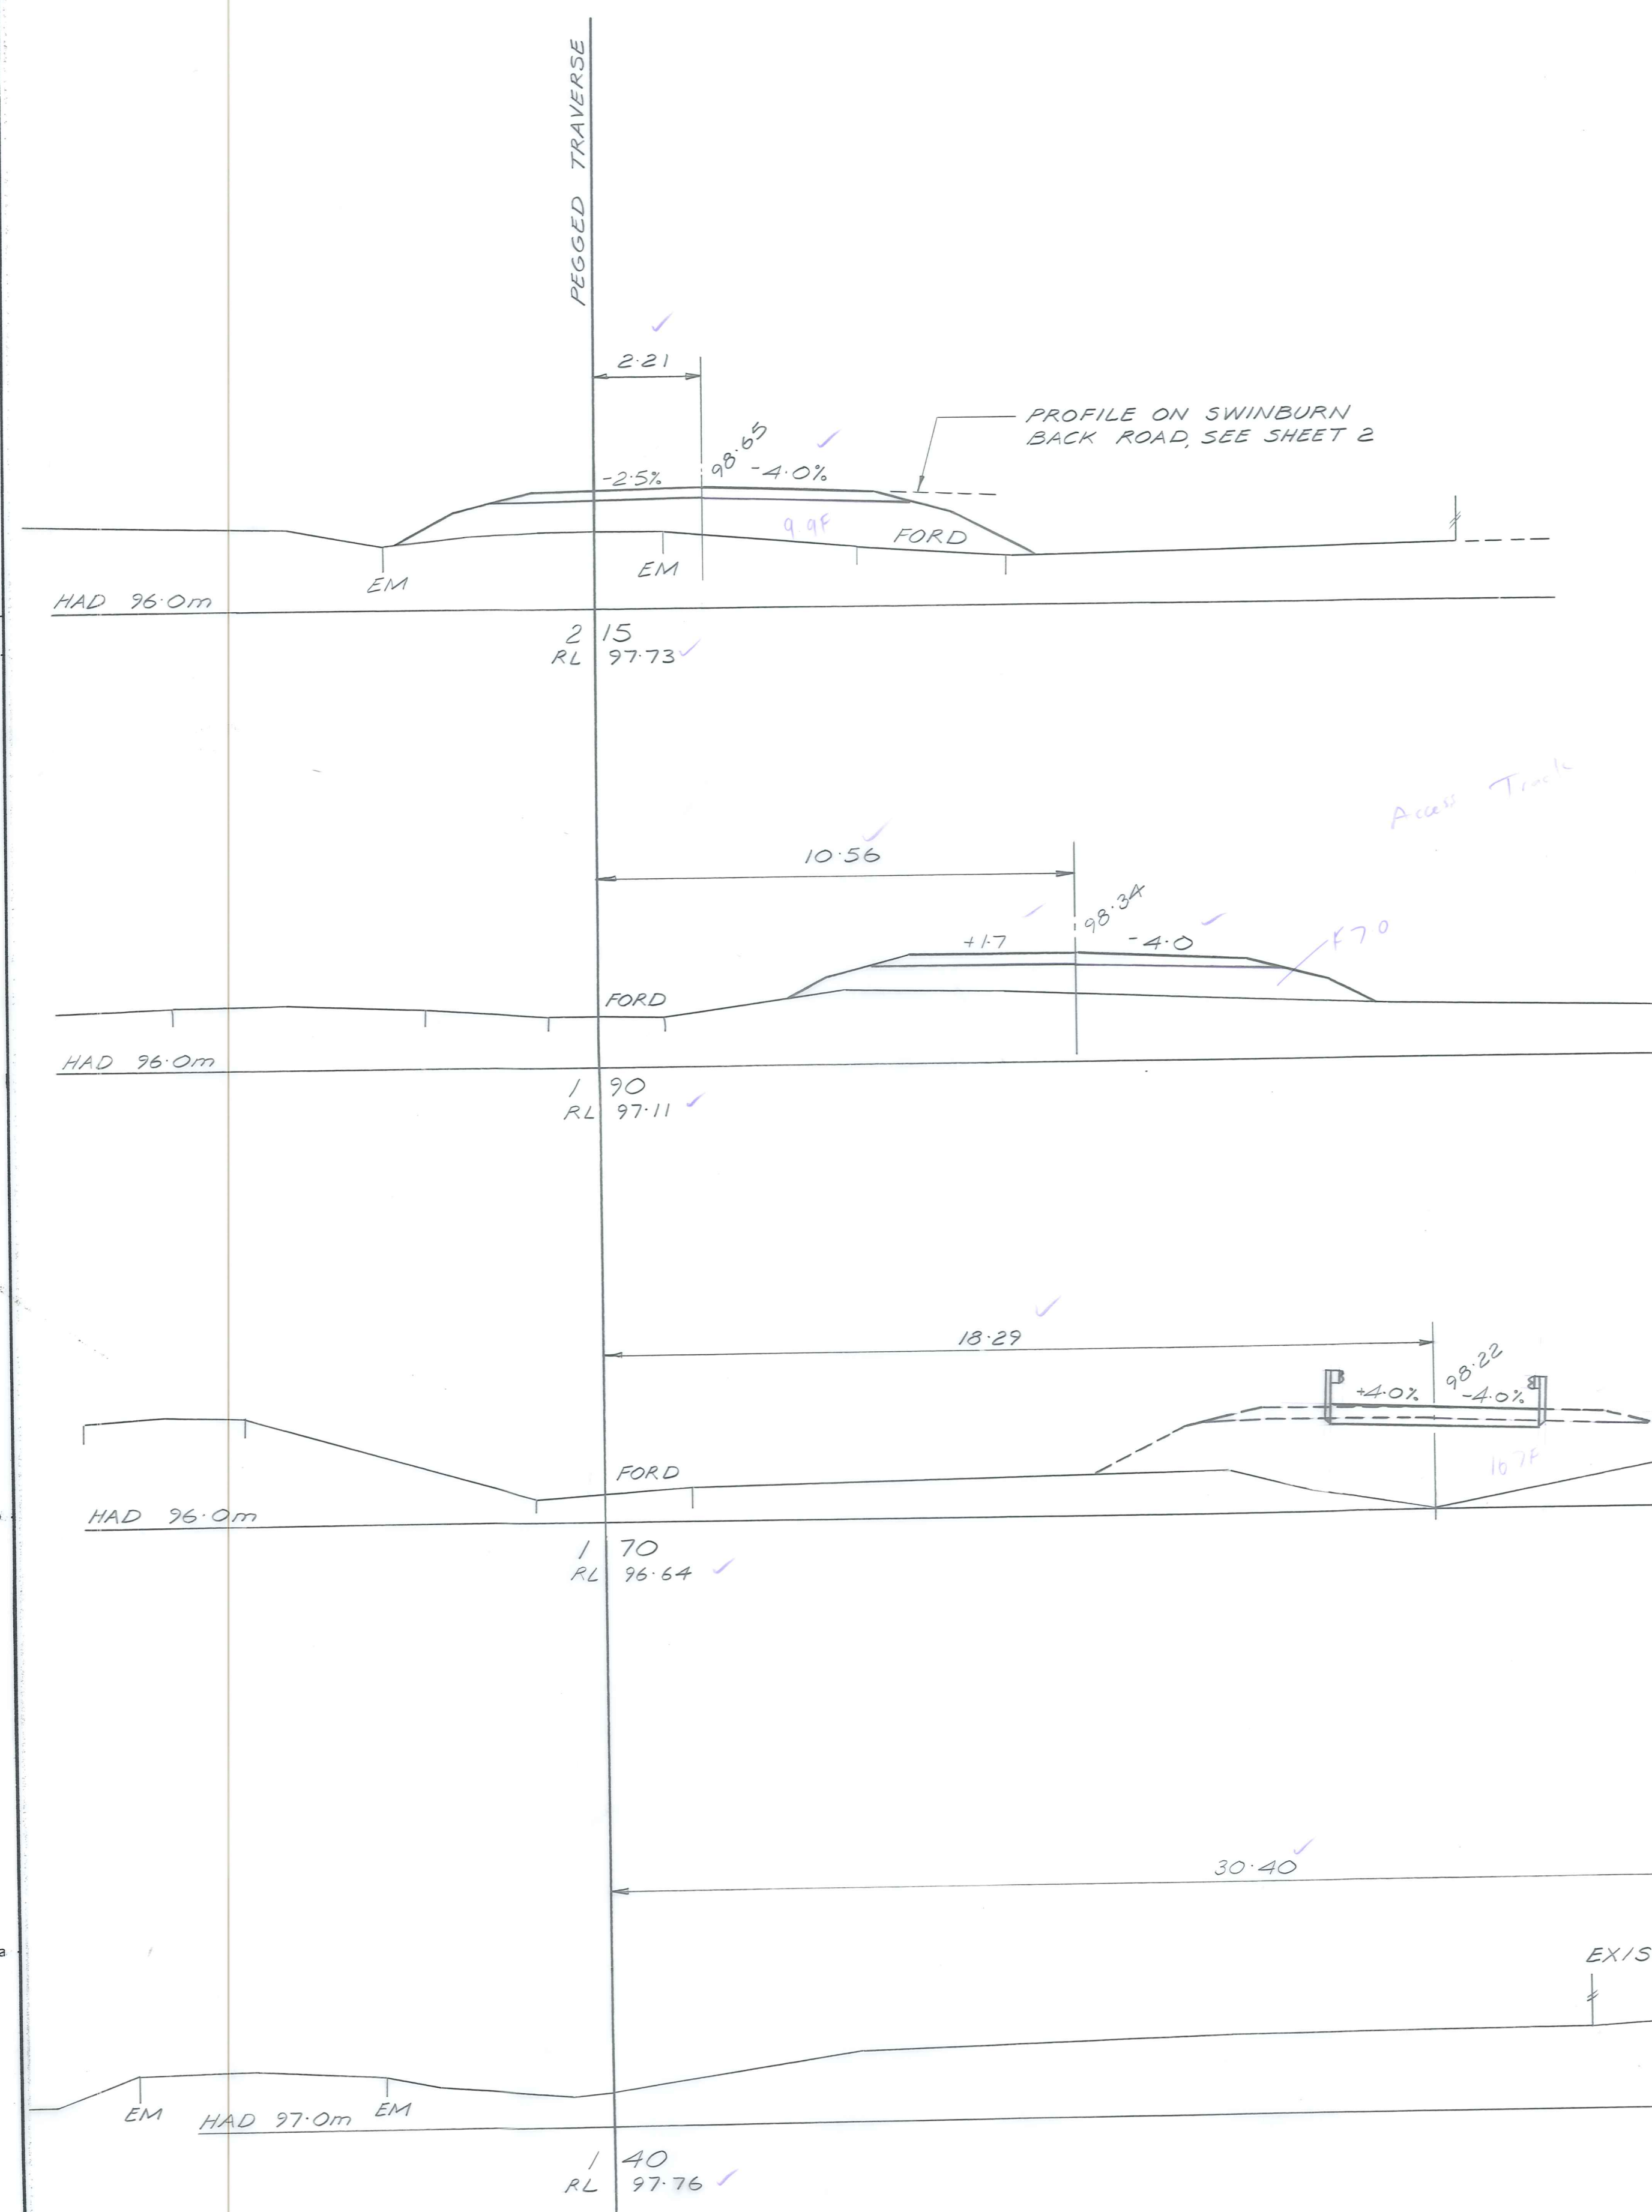 PEGGED TRAVERSE
2·21
98·65
-2·5%
-4·0%
PROFILE ON SWINBURN
BACK ROAD, SEE SHEET 2
9.9F
FORD
EM
EM
HAD 96·0m
2 15
RL 97·73
Access Track
10·56
98·34
+1·7
-4·0
F70
FORD
HAD 96·0m
1 90
RL 97·11
18·29
98·22
+4·0%
-4·0%
FORD
HAD 96·0m
1 70
RL 96·64
30·40
a
EXIS
EM
EM
HAD 97·0m
1 40
RL 97·76